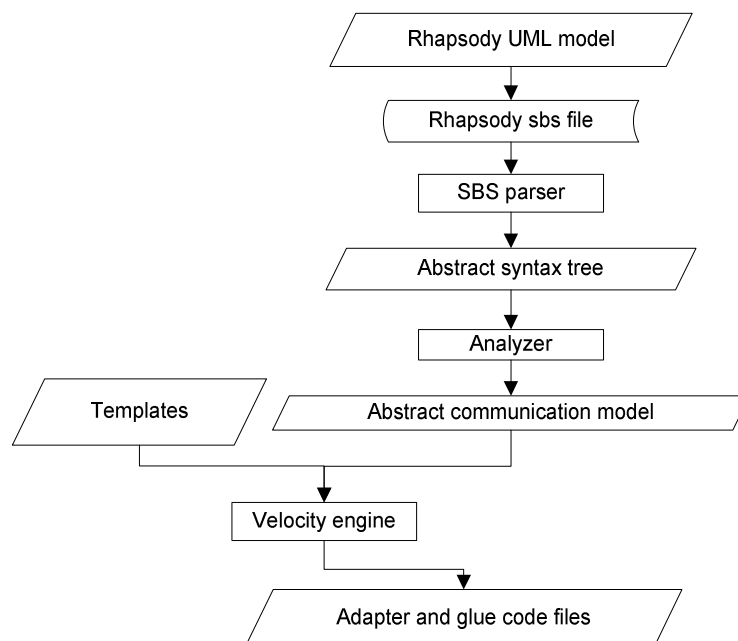 Rhapsody UML model
Rhapsody sbs file
SBS parser
Abstract syntax tree
Analyzer
Templates
Abstract communication model
Velocity engine
Adapter and glue code files